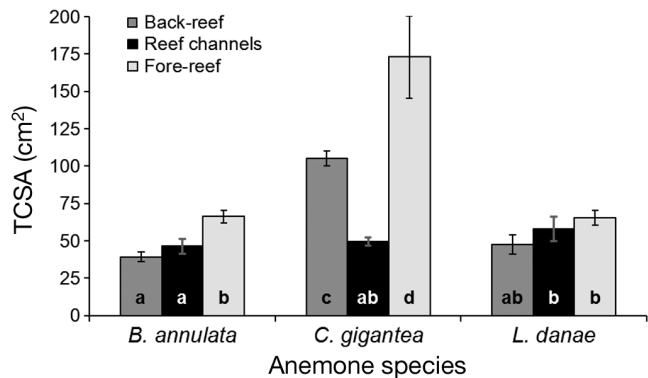 Back-reef
Reef channels
Fore-reef
TCSA (cm²)
200
175
150
125
100
75
50
25
0
a a b c ab d ab b b
B. annulata C. gigantea L. danae
Anemone species